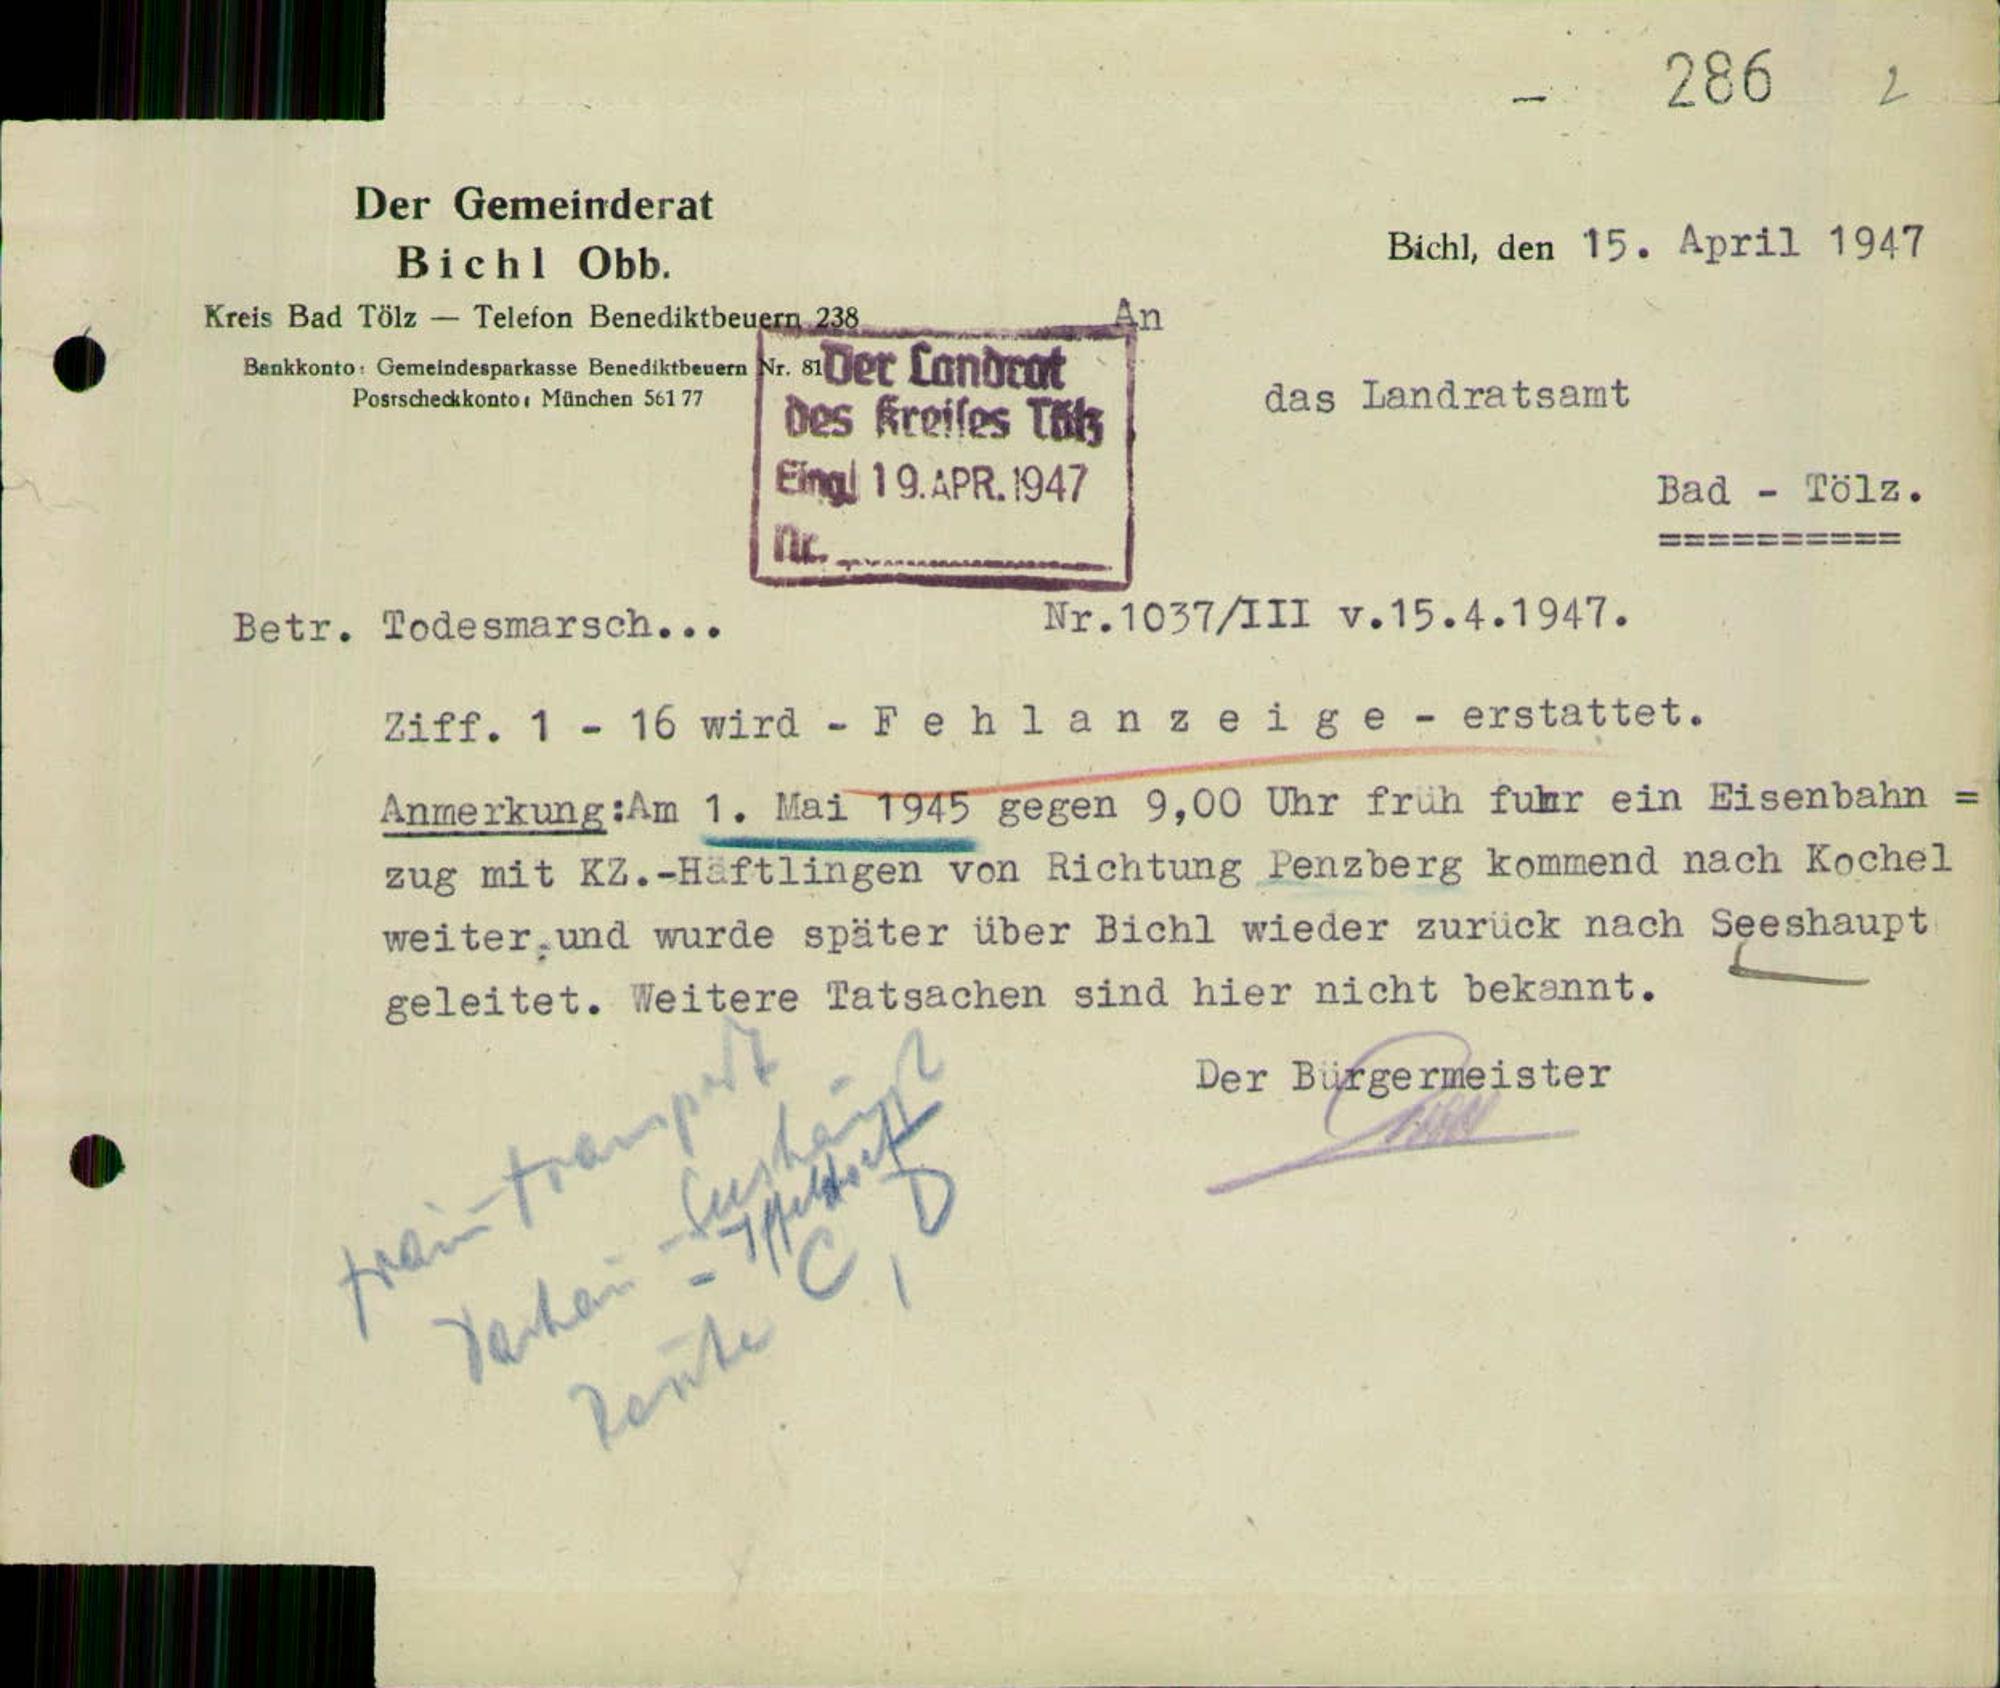 - 286 2
Der Gemeinderat
Bichl Obb.
Kreis Bad Tölz — Telefon Benediktbeuern 238
Bankkonto: Gemeindesparkasse Benediktbeuern Nr. 81
Postscheckkonto: München 561 77
Bichl, den 15. April 1947
An
das Landratsamt
Bad - Tölz.
==========
Der Landrat
des Kreises Tölz
Eing. 19. APR. 1947
Nr.
Betr. Todesmarsch... Nr.1037/III v.15.4.1947.
Ziff. 1 - 16 wird - F e h l a n z e i g e - erstattet.
Anmerkung:Am 1. Mai 1945 gegen 9,00 Uhr früh fuhr ein Eisenbahn =
zug mit KZ.-Häftlingen von Richtung Penzberg kommend nach Kochel
weiter,und wurde später über Bichl wieder zurück nach Seeshaupt
geleitet. Weitere Tatsachen sind hier nicht bekannt.
Der Bürgermeister
train-transport
Dachau - Seeshaupt
- Iffeldorf
Route C, D